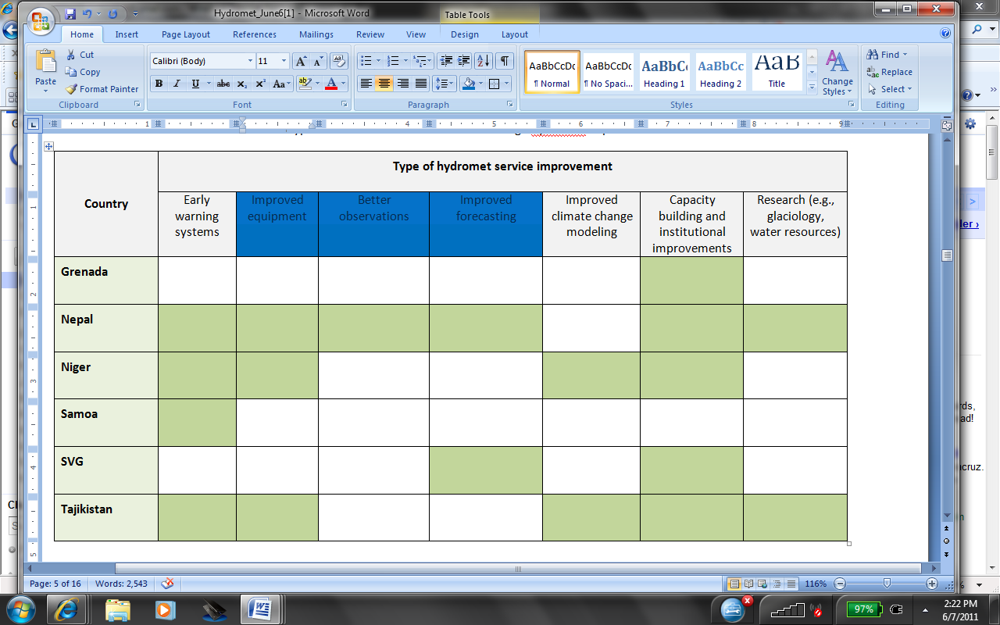 Hydromet_June6[1] - Microsoft Word
Table Tools
Home Insert Page Layout References Mailings Review View Design Layout
Paste
Cut
Copy
Format Painter
Clipboard
Calibri (Body) 11
Font
Paragraph
AaBbCcDc AaBbCcDc AaBbCc AaBbCc AaB
¶ Normal ¶ No Spaci... Heading 1 Heading 2 Title
Styles
Change
Styles
Find
Replace
Select
Editing
Country
Type of hydromet service improvement
Early
warning
systems
Improved
equipment
Better
observations
Improved
forecasting
Improved
climate change
modeling
Capacity
building and
institutional
improvements
Research (e.g.,
glaciology,
water resources)
Grenada
Nepal
Niger
Samoa
SVG
Tajikistan
Page: 5 of 16 Words: 2,543 116%
97%
2:22 PM
6/7/2011